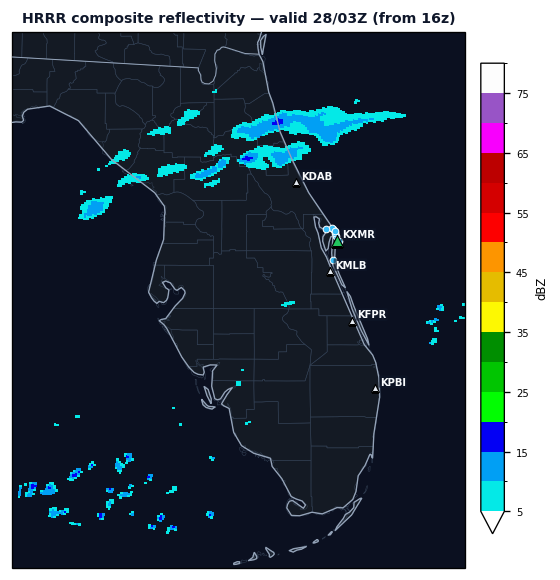 HRRR composite reflectivity — valid 28/03Z (from 16z)
KDAB
KXMR
KMLB
KFPR
KPBI
75
65
55
45
35
25
15
5
dBZ